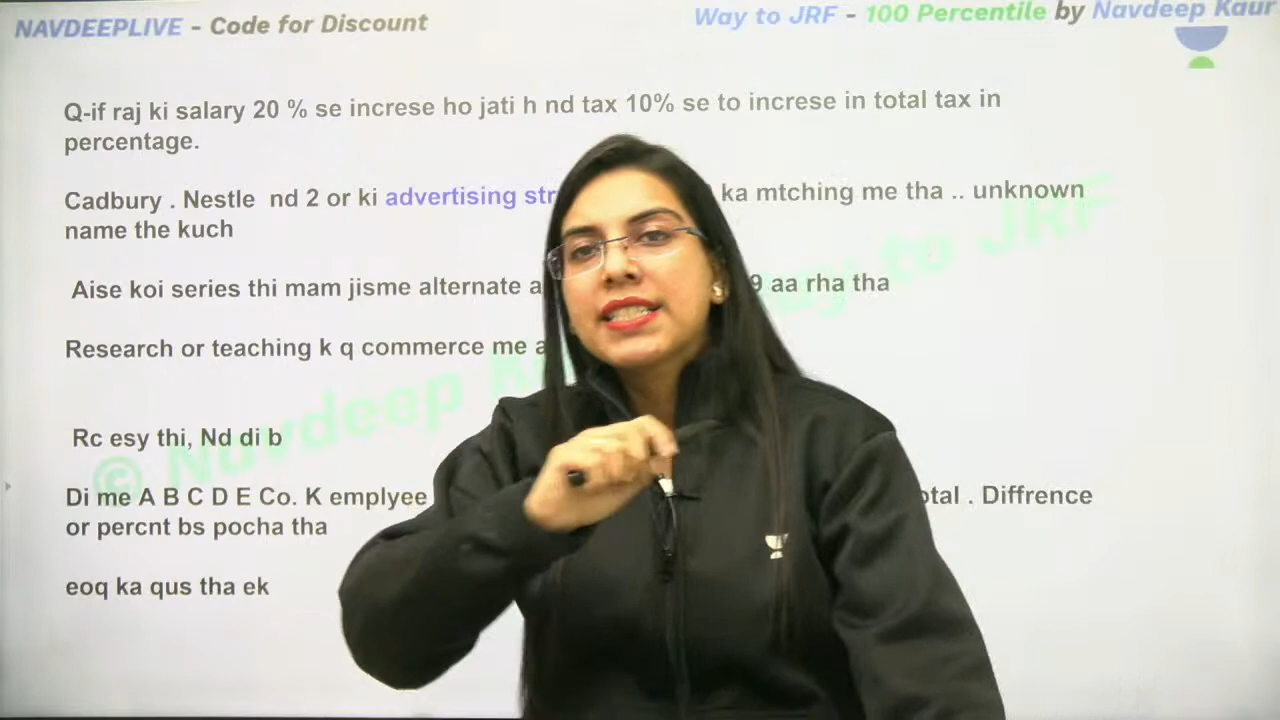 NAVDEEPLIVE - Code for Discount
Way to JRF - 100 Percentile by Navdeep Kaur
Q-if raj ki salary 20 % se increse ho jati h nd tax 10% se to increse in total tax in
percentage.
Cadbury . Nestle nd 2 or ki advertising ka mtching me tha .. unknown
name the kuch
Aise koi series thi mam jisme alternate 9 aa rha tha
Research or teaching k q commerce me
Rc esy thi, Nd di b
Di me A B C D E Co. K emplyee . Diffrence
or percnt bs pocha tha
eoq ka qus tha ek
© Navdeep way to JRF